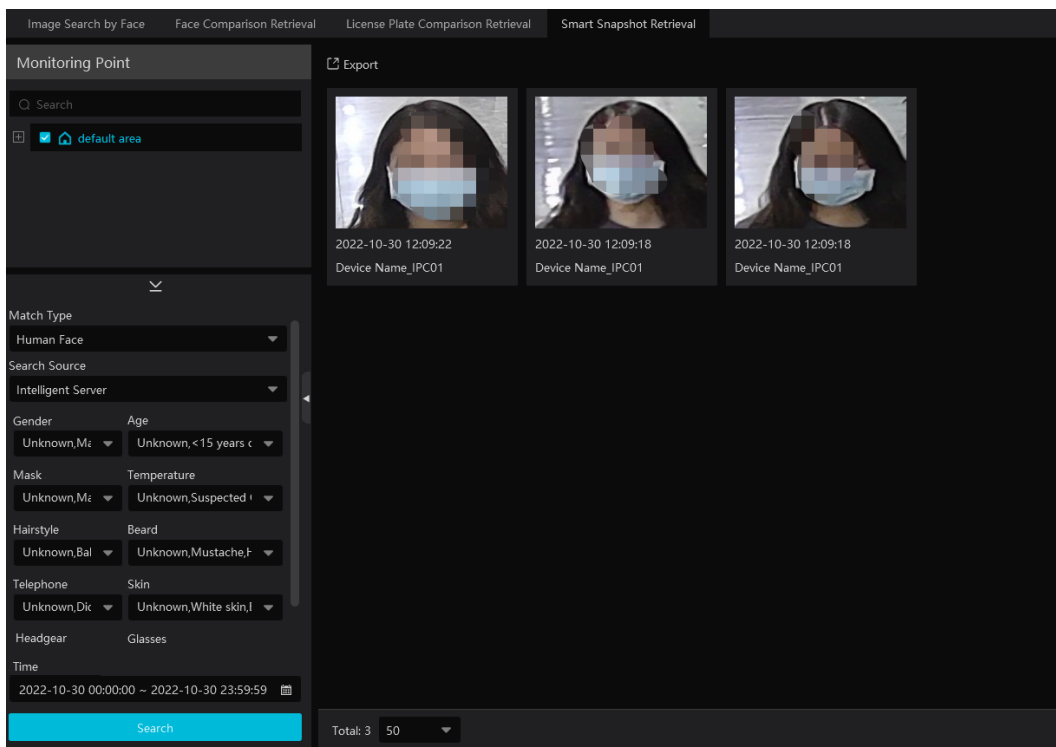 Image Search by Face Face Comparison Retrieval License Plate Comparison Retrieval Smart Snapshot Retrieval
Monitoring Point
Export
Search
default area
2022-10-30 12:09:22 2022-10-30 12:09:18 2022-10-30 12:09:18
Device Name_IPC01 Device Name_IPC01 Device Name_IPC01
Match Type
Human Face
Search Source
Intelligent Server
Gender Age
Unknown, Unknown,<15 years
Mask Temperature
Unknown, Unknown,Suspected
Hairstyle Beard
Unknown,Bal Unknown,Mustache,
Telephone Skin
Unknown, Unknown,White skin,
Headgear Glasses
Time
2022-10-30 00:00:00 ~ 2022-10-30 23:59:59
Search
Total: 3 50